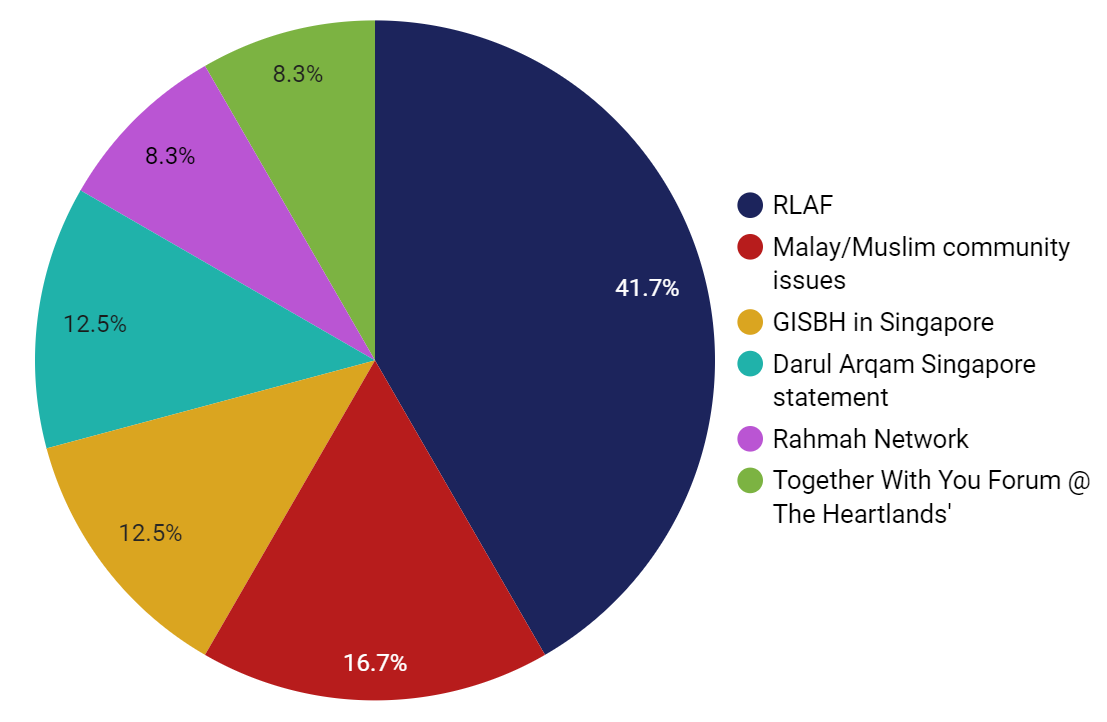 8.3%
8.3%
41.7%
12.5%
12.5%
16.7%
RLAF
Malay/Muslim community
issues
GISBH in Singapore
Darul Arqam Singapore
statement
Rahmah Network
Together With You Forum @
The Heartlands'